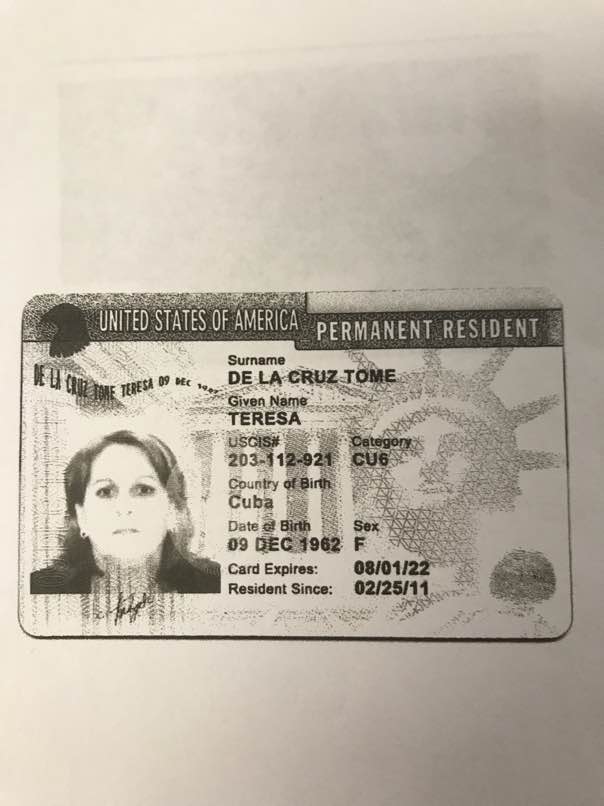 UNITED STATES OF AMERICA
PERMANENT RESIDENT
DE LA CRUZ TOME TERESA 09 DEC
Surname
DE LA CRUZ TOME
Given Name
TERESA
USCIS# Category
203-112-921 CU6
Country of Birth
Cuba
Date of Birth Sex
09 DEC 1962 F
Card Expires: 08/01/22
Resident Since: 02/25/11